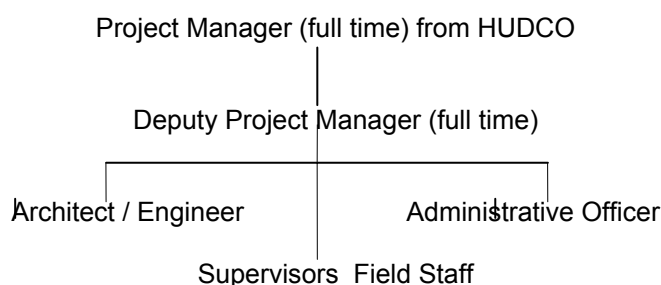 Project Manager (full time) from HUDCO
Deputy Project Manager (full time)
Architect / Engineer Administrative Officer
Supervisors Field Staff